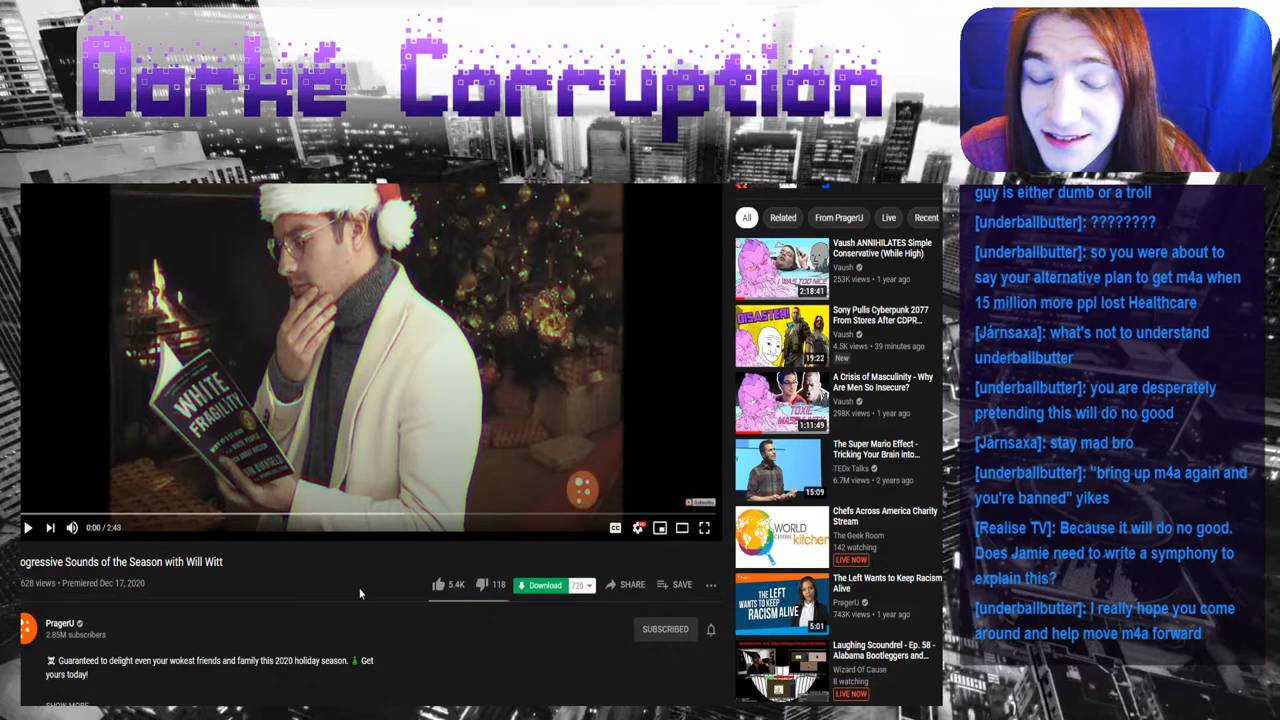 Darké Corruption
WHITE
FRAGILITY
0:00 / 2:43
ogressive Sounds of the Season with Will Witt
628 views • Premiered Dec 17, 2020
5.4K
118
Download
720
SHARE
SAVE
PragerU
2.85M subscribers
SUBSCRIBED
Guaranteed to delight even your wokest friends and family this 2020 holiday season. Get
yours today!
SHOW MORE
All
Related
From PragerU
Live
Recent
I WAS TOO NICE
2:18:41
Vaush ANNIHILATES Simple
Conservative (While High)
Vaush
253K views • 1 year ago
DISASTER!
19:22
Sony Pulls Cyberpunk 2077
From Stores After CDPR...
Vaush
4.5K views • 39 minutes ago
New
TOXIC
MASCULINITY
1:11:49
A Crisis of Masculinity - Why
Are Men So Insecure?
Vaush
298K views • 1 year ago
15:09
The Super Mario Effect -
Tricking Your Brain into...
TEDx Talks
6.7M views • 2 years ago
WORLD
CENTRAL
kitchen
Chefs Across America Charity
Stream
The Geek Room
142 watching
LIVE NOW
5:01
The Left Wants to Keep Racism
Alive
PragerU
743K views • 1 year ago
Laughing Scoundrel - Ep. 58 -
Alabama Bootleggers and...
Wizard Of Cause
8 watching
LIVE NOW
guy is either dumb or a troll
[underballbutter]: ????????
[underballbutter]: so you were about to
say your alternative plan to get m4a when
15 million more ppl lost Healthcare
[Járnsaxa]: what's not to understand
underballbutter
[underballbutter]: you are desperately
pretending this will do no good
[Járnsaxa]: stay mad bro
[underballbutter]: "bring up m4a again and
you're banned" yikes
[Realise TV]: Because it will do no good.
Does Jamie need to write a symphony to
explain this?
[underballbutter]: I really hope you come
around and help move m4a forward